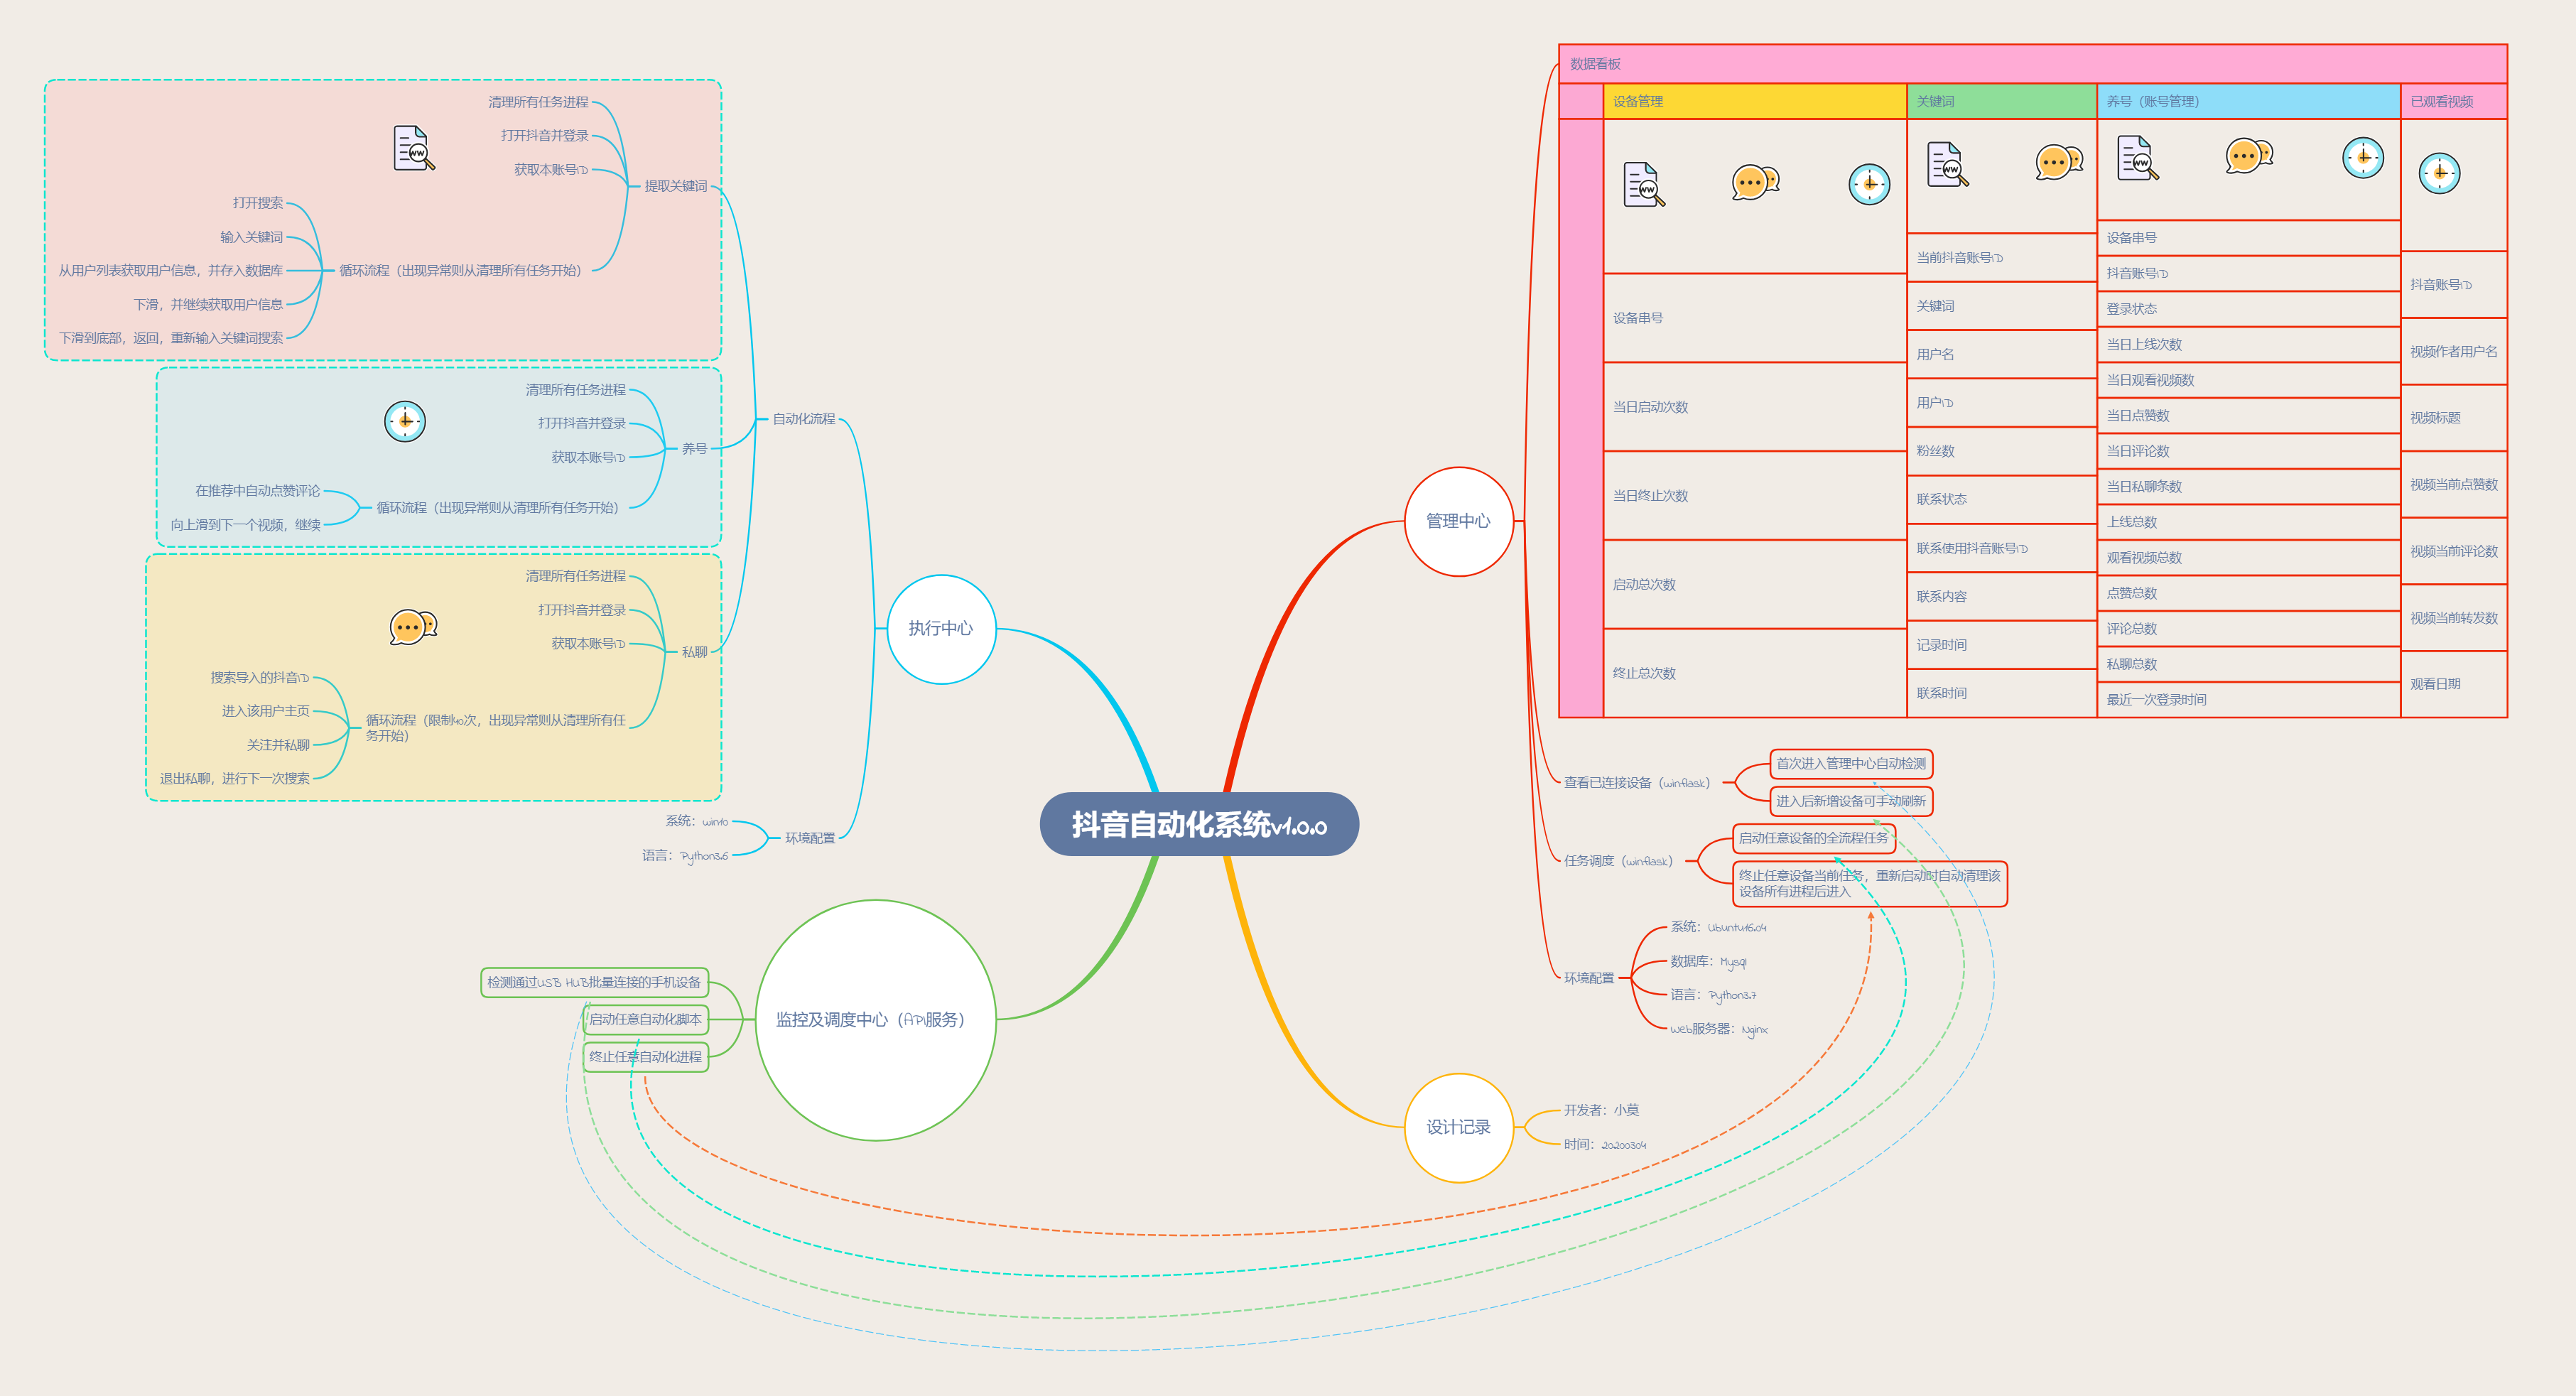 抖音自动化系统v1.0.0
管理中心
数据看板
设备管理
设备串号
当日启动次数
当日终止次数
启动总次数
终止总次数
关键词
当前抖音账号ID
关键词
用户名
用户ID
粉丝数
联系状态
联系使用抖音账号ID
联系内容
记录时间
联系时间
养号（账号管理）
设备串号
抖音账号ID
登录状态
当日上线次数
当日观看视频数
当日点赞数
当日评论数
当日私聊条数
上线总数
观看视频总数
点赞总数
评论总数
私聊总数
最近一次登录时间
已观看视频
抖音账号ID
视频作者用户名
视频标题
视频当前点赞数
视频当前评论数
视频当前转发数
观看日期
查看已连接设备（winflask）
首次进入管理中心自动检测
进入后新增设备可手动刷新
任务调度（winflask）
启动任意设备的全流程任务
终止任意设备当前任务，重新启动时自动清理该
设备所有进程后进入
环境配置
系统：Ubuntu16.04
数据库：Mysql
语言：Python3.7
Web服务器：Nginx
设计记录
开发者：小莫
时间：20200304
执行中心
自动化流程
提取关键词
清理所有任务进程
打开抖音并登录
获取本账号ID
循环流程（出现异常则从清理所有任务开始）
打开搜索
输入关键词
从用户列表获取用户信息，并存入数据库
下滑，并继续获取用户信息
下滑到底部，返回，重新输入关键词搜索
养号
清理所有任务进程
打开抖音并登录
获取本账号ID
循环流程（出现异常则从清理所有任务开始）
在推荐中自动点赞评论
向上滑到下一个视频，继续
私聊
清理所有任务进程
打开抖音并登录
获取本账号ID
循环流程（限制40次，出现异常则从清理所有任
务开始）
搜索导入的抖音ID
进入该用户主页
关注并私聊
退出私聊，进行下一次搜索
环境配置
系统：win10
语言：Python3.6
监控及调度中心（API服务）
检测通过USB HUB批量连接的手机设备
启动任意自动化脚本
终止任意自动化进程